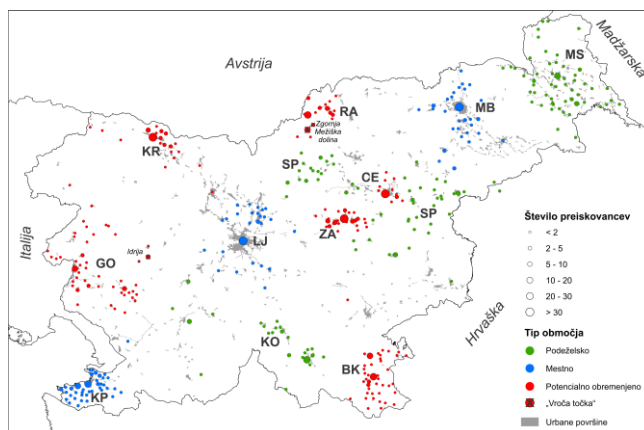 Avstrija
Madžarska
MS
RA
Zgornja
Mežiška
dolina
MB
KR
SP
CE
SP
Italija
Idrija
LJ
ZA
GO
Hrvaška
KO
BK
KP
Število preiskovancev
< 2
2 - 5
5 - 10
10 - 20
20 - 30
> 30
Tip območja
Podeželsko
Mestno
Potencialno obremenjeno
„Vroča točka“
Urbane površine